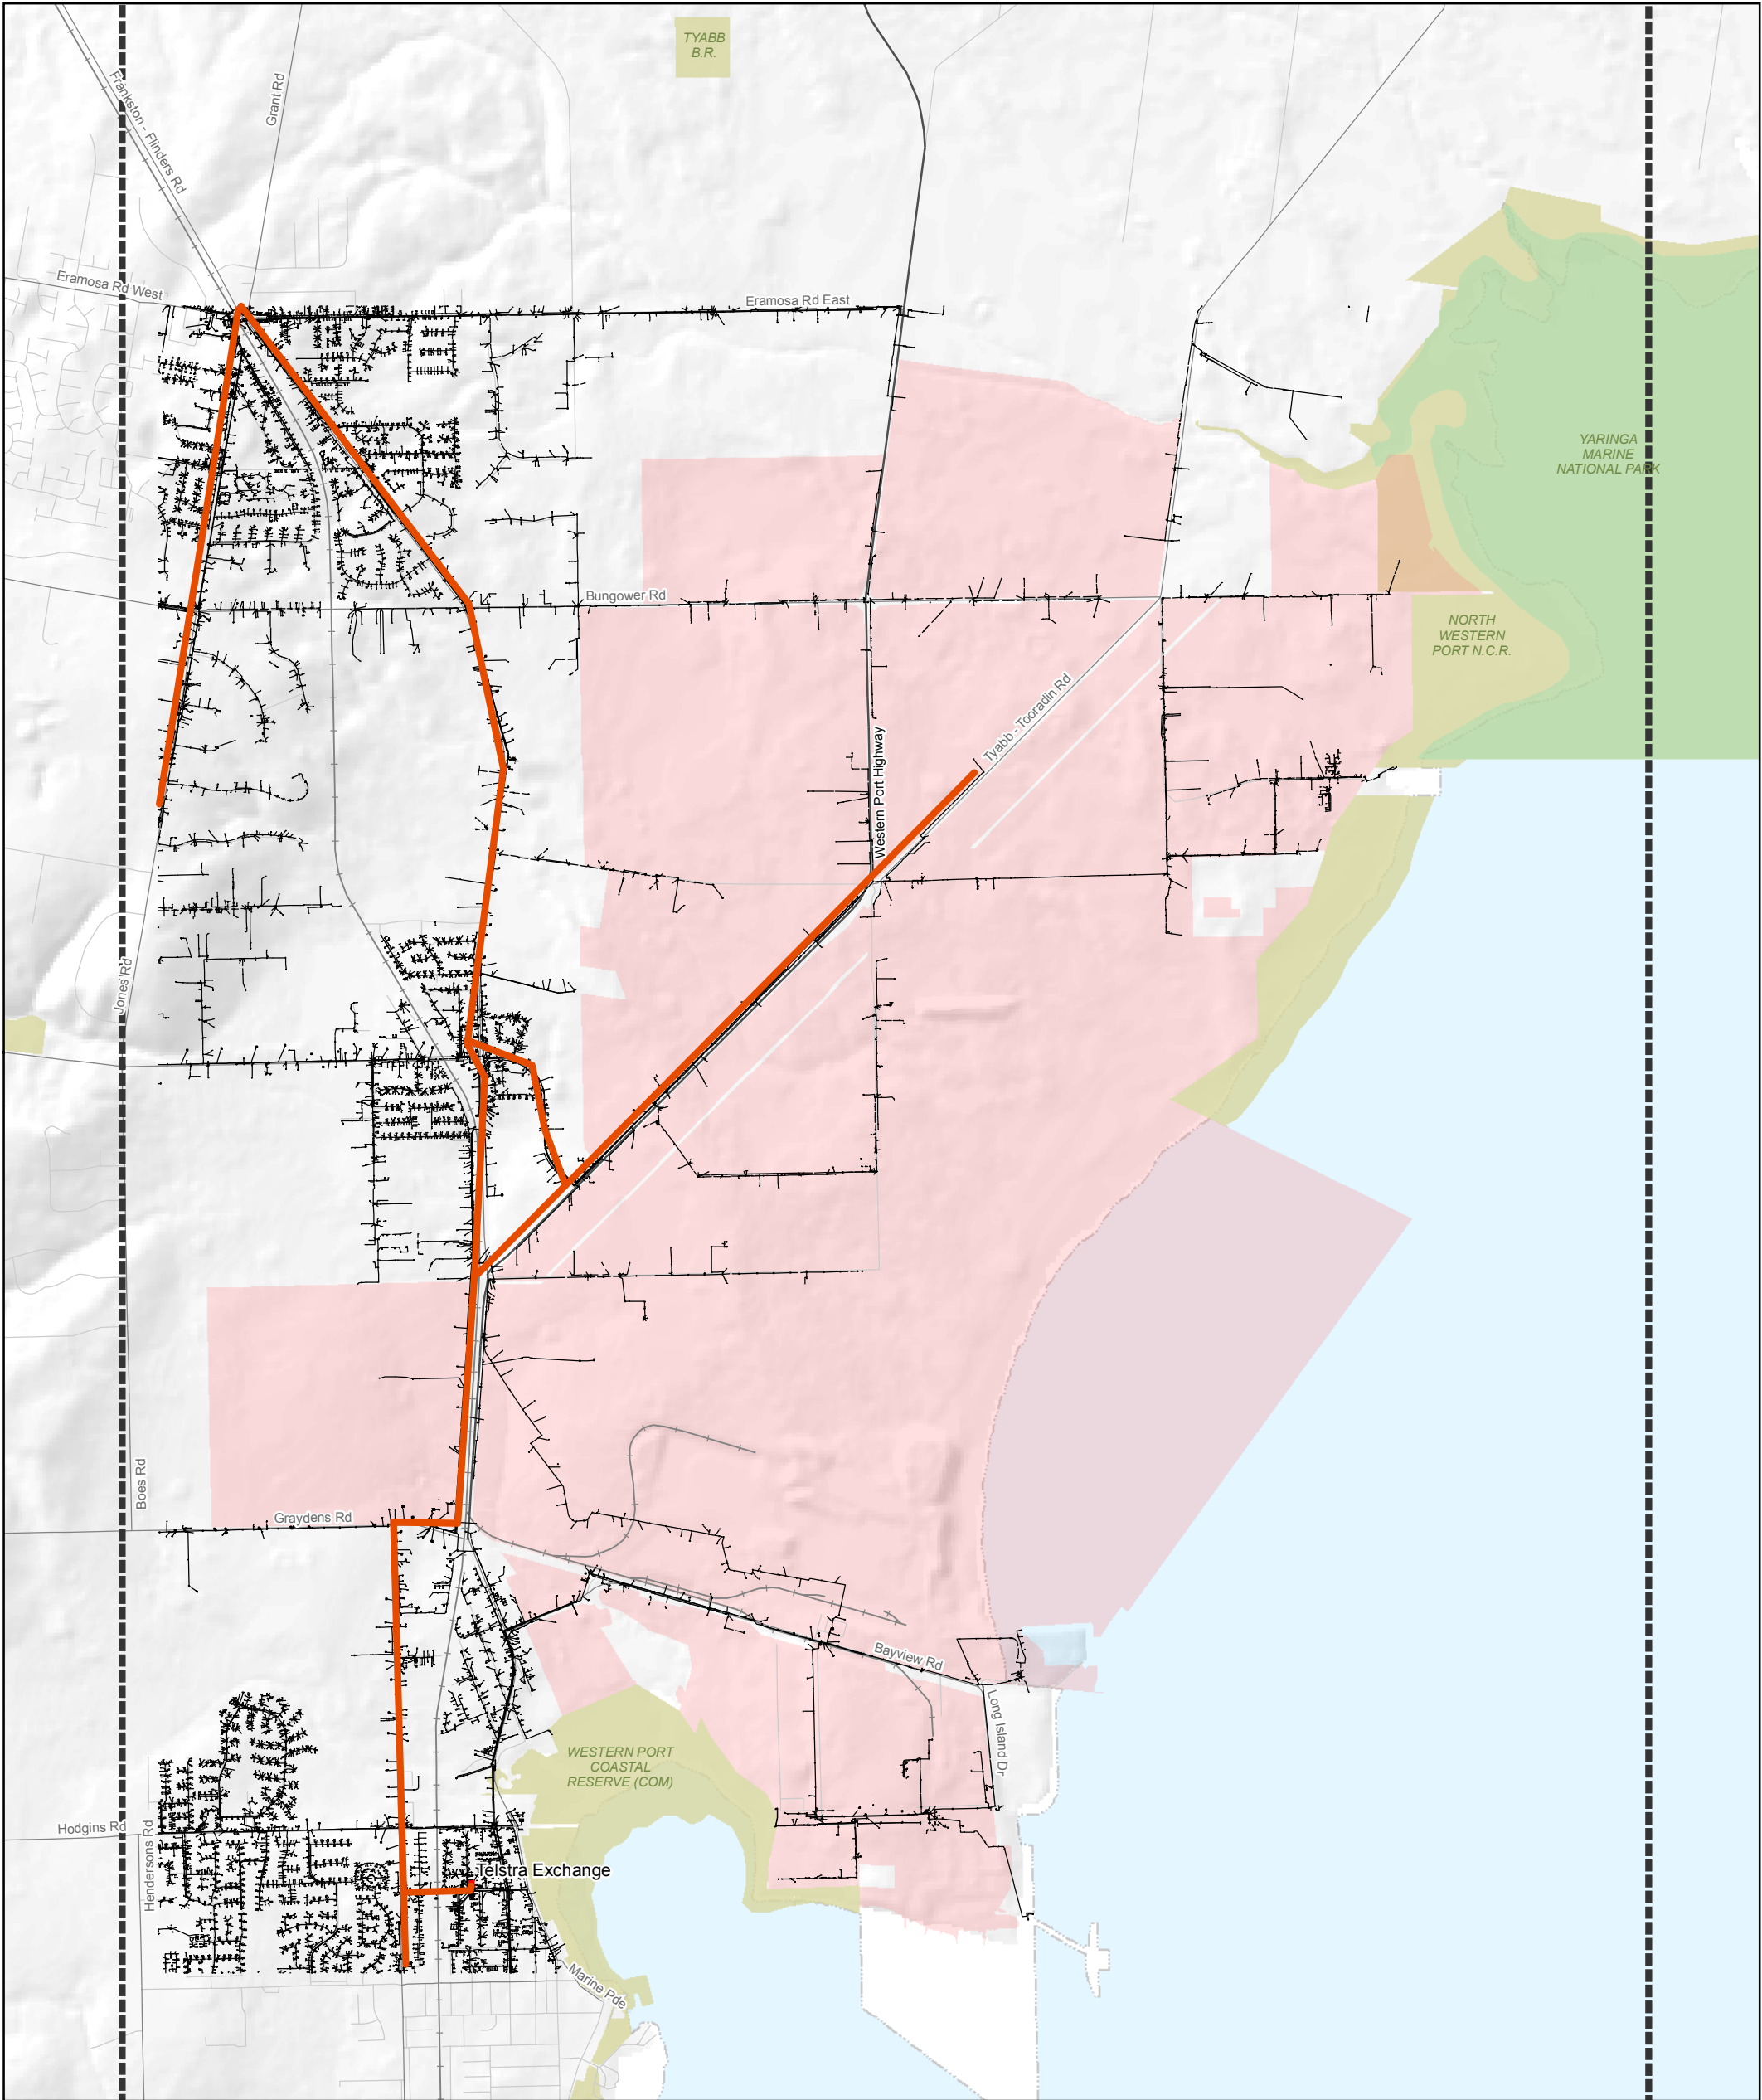 TYABB
B.R.
Frankston - Flinders Rd
Grant Rd
Eramosa Rd West
Eramosa Rd East
YARINGA
MARINE
NATIONAL PARK
Bungower Rd
NORTH
WESTERN
PORT N.C.R.
Tyabb -Tooradin Rd
Western Port Highway
Jones Rd
Boes Rd
Graydens Rd
Bayview Rd
Long Island Dr
WESTERN PORT
COASTAL
RESERVE (COM)
Hodgins Rd
Hendersons Rd
Telstra Exchange
Marine Pde